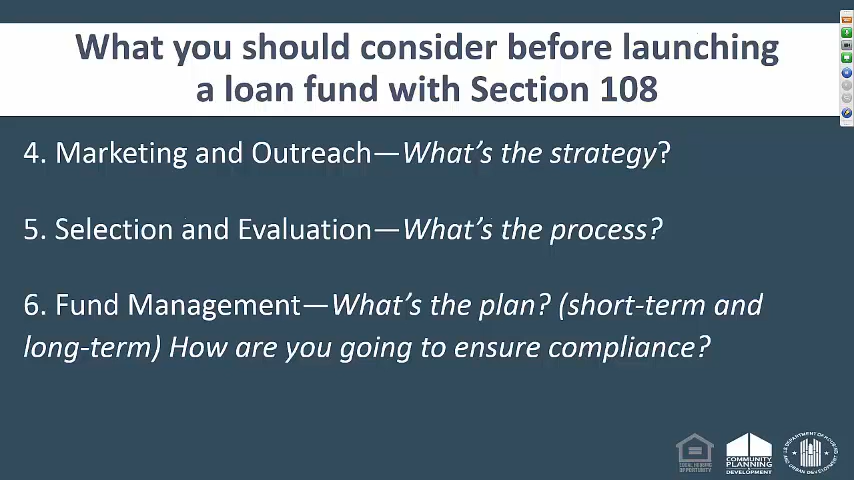 What you should consider before launching
a loan fund with Section 108
4. Marketing and Outreach—What's the strategy?
5. Selection and Evaluation—What's the process?
6. Fund Management—What's the plan? (short-term and
long-term) How are you going to ensure compliance?
COMMUNITY
PLANNING
DEVELOPMENT